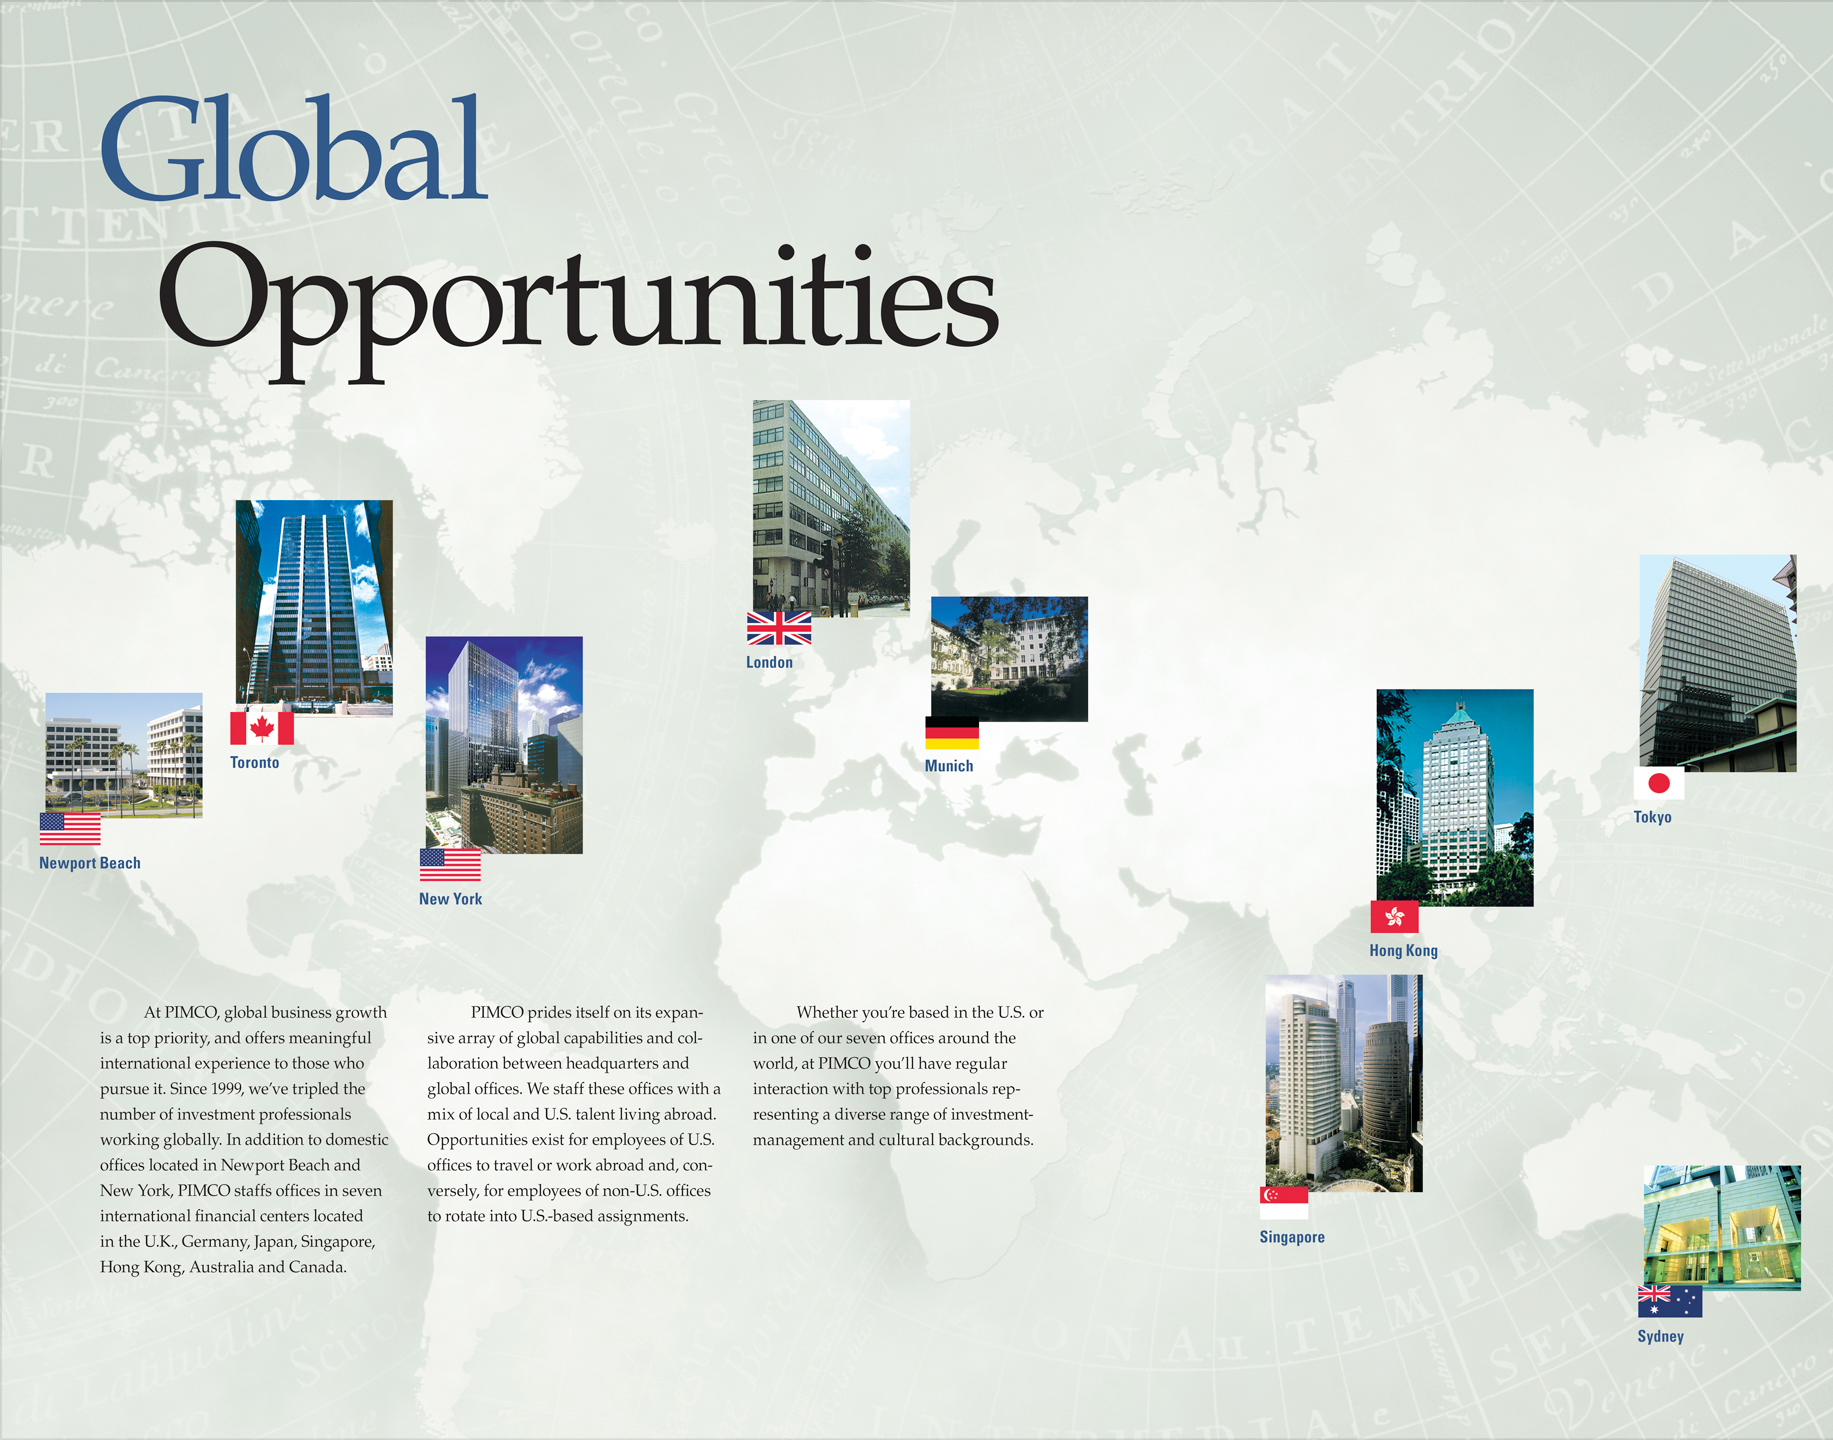 Global
Opportunities
London
Toronto
Munich
Tokyo
Newport Beach
New York
Hong Kong
At PIMCO, global business growth
is a top priority, and offers meaningful
international experience to those who
pursue it. Since 1999, we've tripled the
number of investment professionals
working globally. In addition to domestic
offices located in Newport Beach and
New York, PIMCO staffs offices in seven
international financial centers located
in the U.K., Germany, Japan, Singapore,
Hong Kong, Australia and Canada.
PIMCO prides itself on its expan-
sive array of global capabilities and col-
laboration between headquarters and
global offices. We staff these offices with a
mix of local and U.S. talent living abroad.
Opportunities exist for employees of U.S.
offices to travel or work abroad and, con-
versely, for employees of non-U.S. offices
to rotate into U.S.-based assignments.
Whether you're based in the U.S. or
in one of our seven offices around the
world, at PIMCO you'll have regular
interaction with top professionals rep-
resenting a diverse range of investment-
management and cultural backgrounds.
Singapore
Sydney